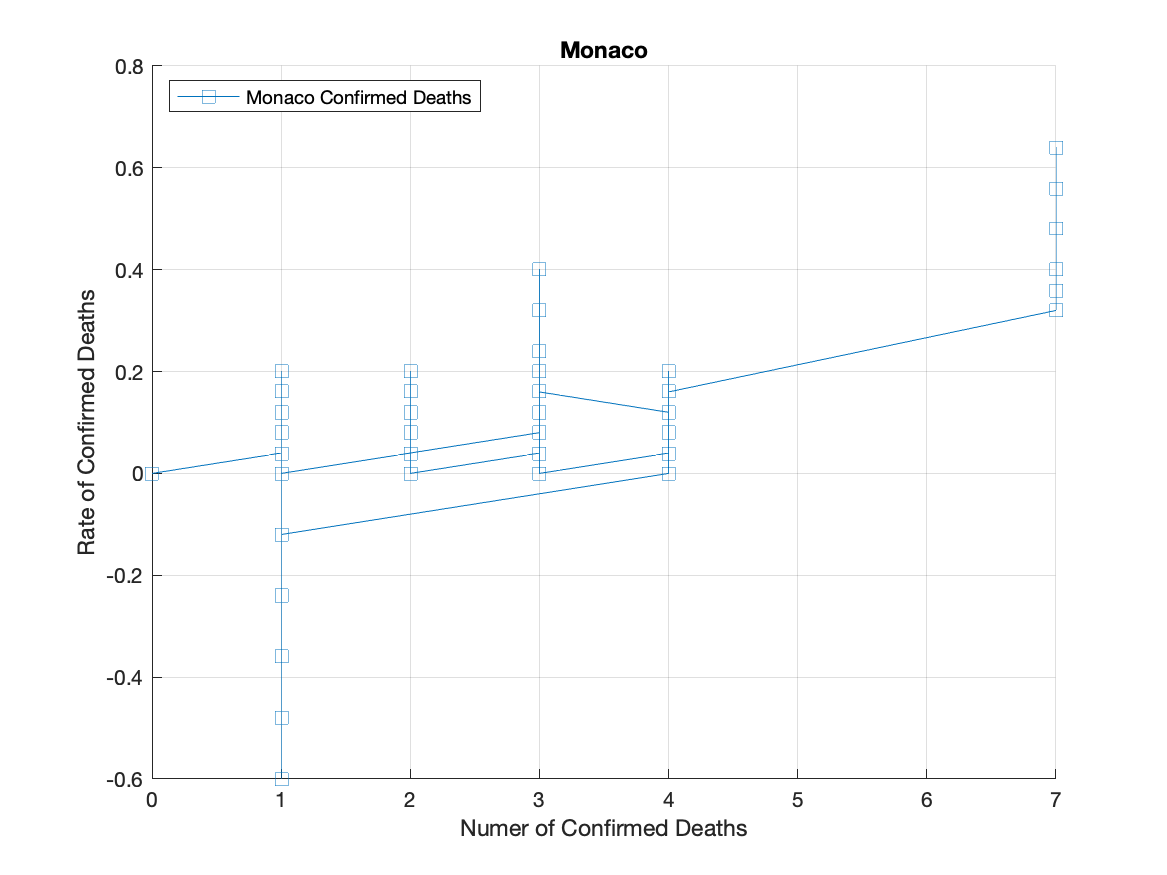 Monaco
Monaco Confirmed Deaths
0.8
0.6
0.4
0.2
0
-0.2
-0.4
-0.6
Rate of Confirmed Deaths
0 1 2 3 4 5 6 7
Numer of Confirmed Deaths